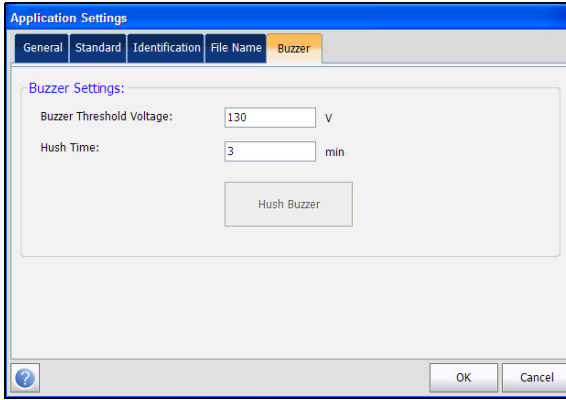 Application Settings
General Standard Identification File Name Buzzer
Buzzer Settings:
Buzzer Threshold Voltage: 130 V
Hush Time: 3 min
Hush Buzzer
? OK Cancel